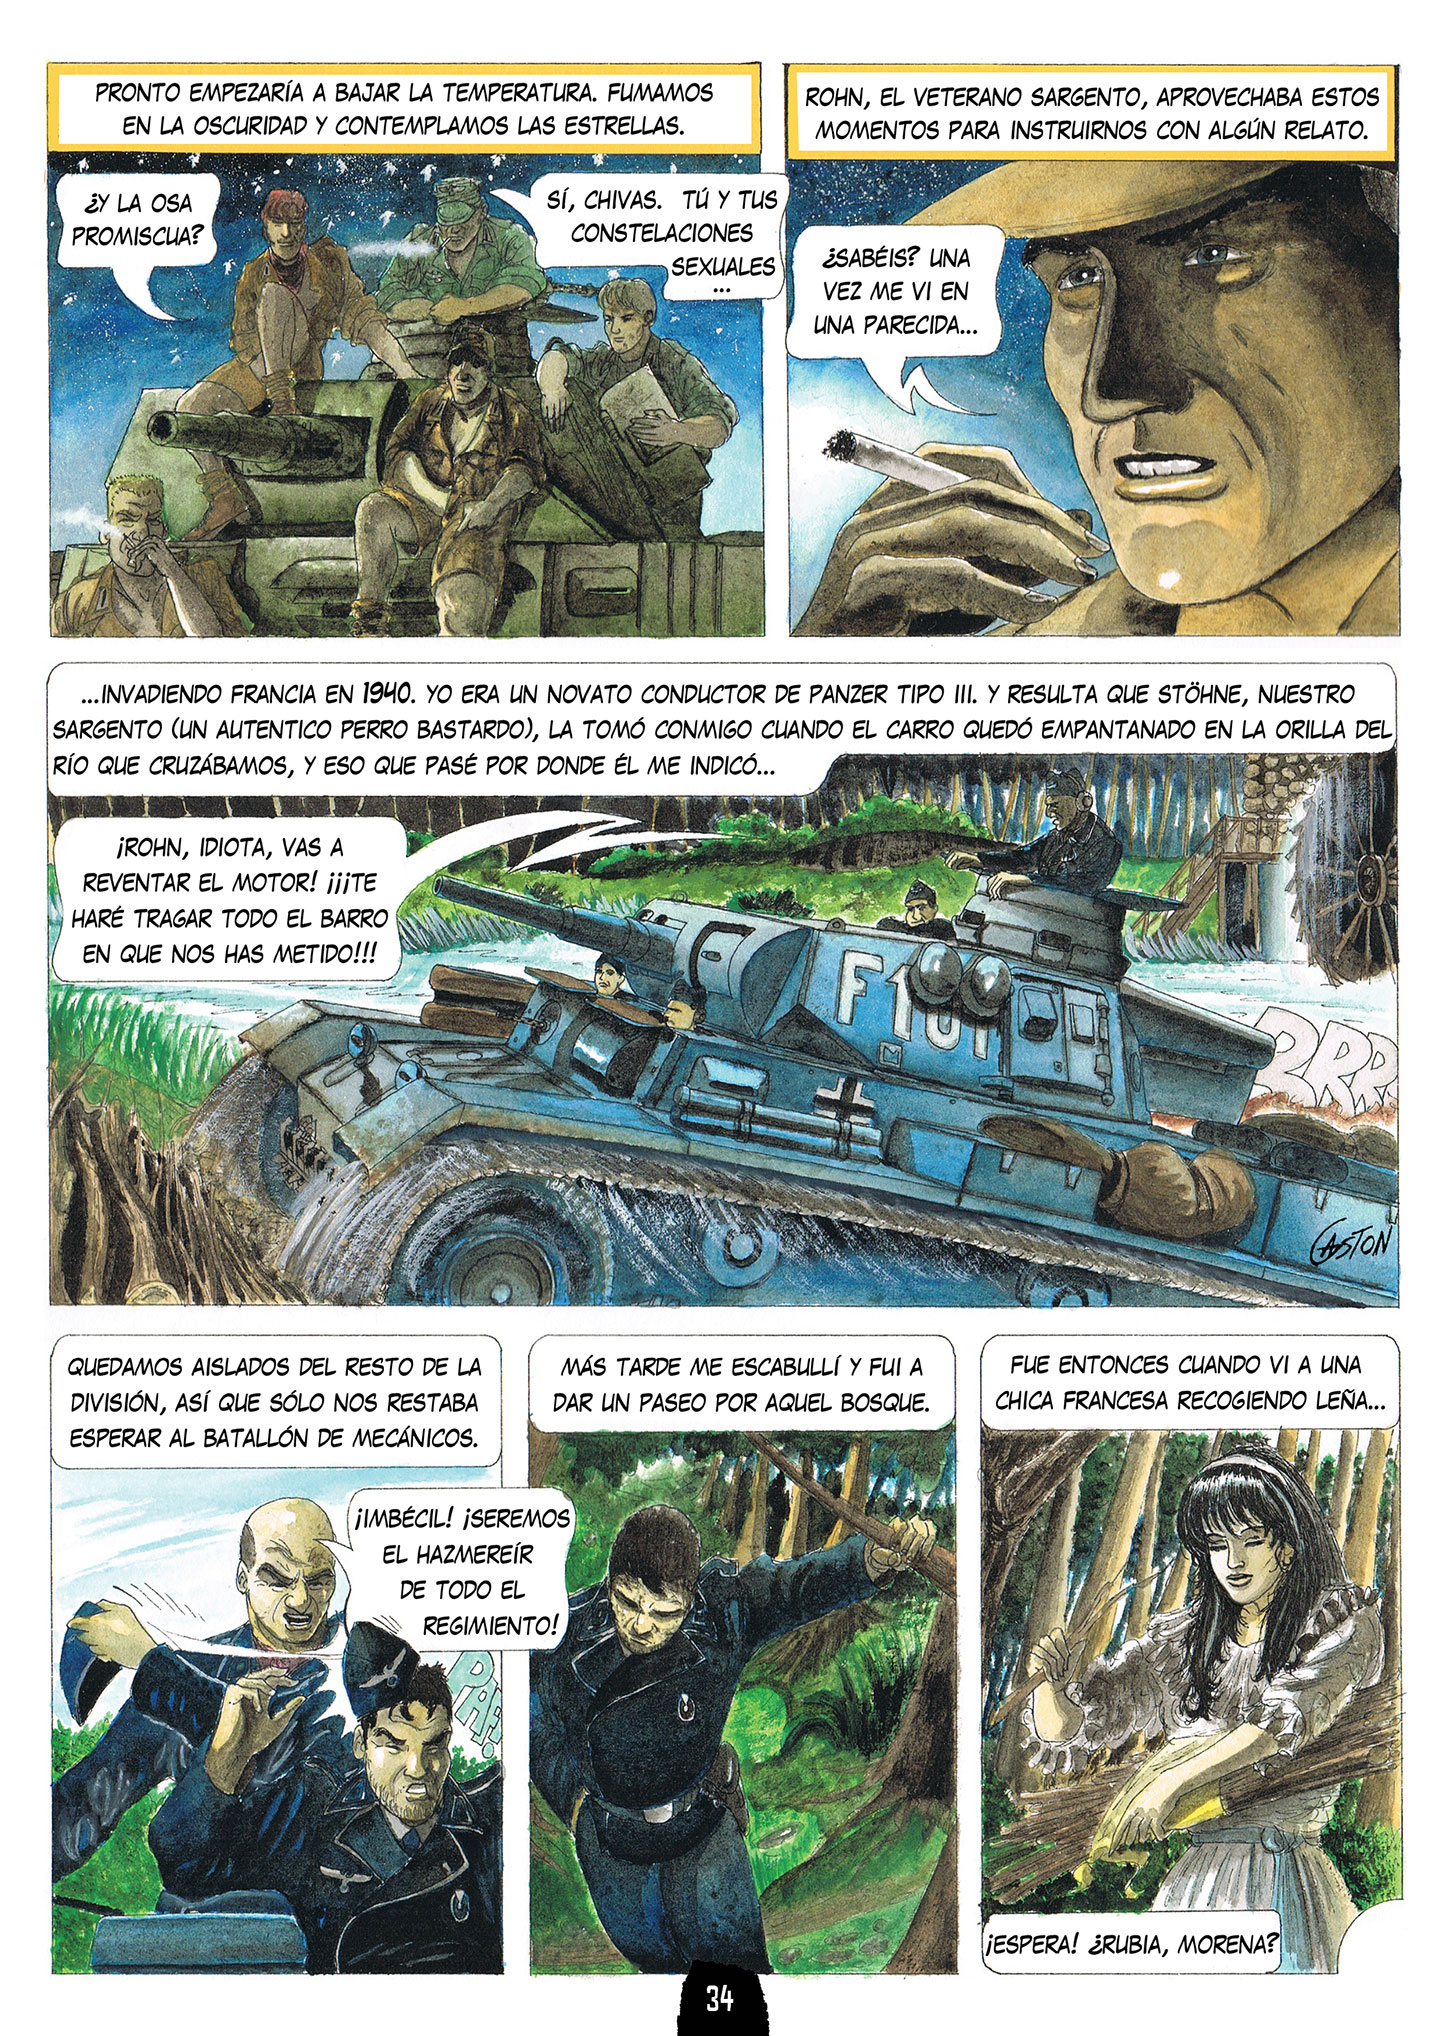 PRONTO EMPEZARÍA A BAJAR LA TEMPERATURA. FUMAMOS
EN LA OSCURIDAD Y CONTEMPLAMOS LAS ESTRELLAS.
¿Y LA OSA
PROMISCUA?
SÍ, CHIVAS. TÚ Y TUS
CONSTELACIONES
SEXUALES
...
ROHN, EL VETERANO SARGENTO, APROVECHABA ESTOS
MOMENTOS PARA INSTRUIRNOS CON ALGÚN RELATO.
¿SABÉIS? UNA
VEZ ME VI EN
UNA PARECIDA...
...INVADIENDO FRANCIA EN 1940. YO ERA UN NOVATO CONDUCTOR DE PANZER TIPO III. Y RESULTA QUE STÖHNE, NUESTRO
SARGENTO (UN AUTENTICO PERRO BASTARDO), LA TOMÓ CONMIGO CUANDO EL CARRO QUEDÓ EMPANTANADO EN LA ORILLA DEL
RÍO QUE CRUZÁBAMOS, Y ESO QUE PASÉ POR DONDE ÉL ME INDICÓ...
¡ROHN, IDIOTA, VAS A
REVENTAR EL MOTOR! ¡¡¡TE
HARÉ TRAGAR TODO EL BARRO
EN QUE NOS HAS METIDO!!!
F101
RRRR
GASTON
QUEDAMOS AISLADOS DEL RESTO DE LA
DIVISIÓN, ASÍ QUE SÓLO NOS RESTABA
ESPERAR AL BATALLÓN DE MECÁNICOS.
¡IMBÉCIL! ¡SEREMOS
EL HAZMERREÍR
DE TODO EL
REGIMIENTO!
PAF!
MÁS TARDE ME ESCABULLÍ Y FUI A
DAR UN PASEO POR AQUEL BOSQUE.
FUE ENTONCES CUANDO VI A UNA
CHICA FRANCESA RECOGIENDO LEÑA...
¡ESPERA! ¿RUBIA, MORENA?
34